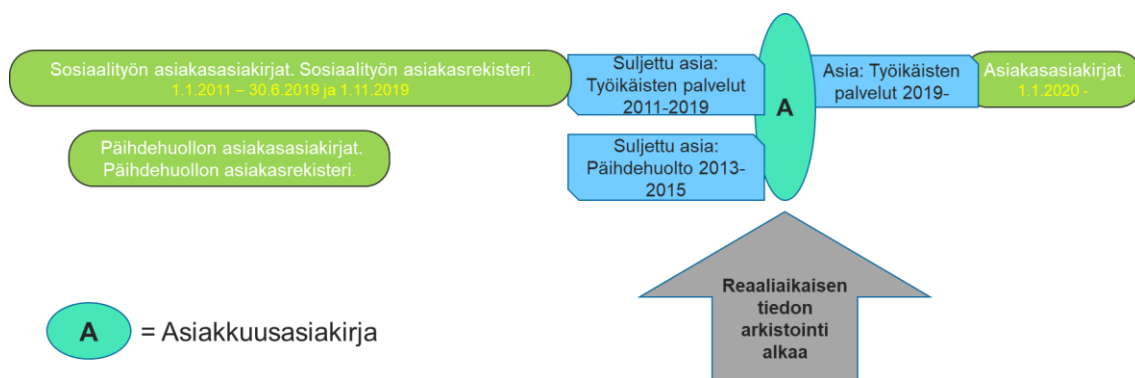 Sosiaalityön asiakasasiakirjat. Sosiaalityön asiakasrekisteri.
1.1.2011 – 30.6.2019 ja 1.11.2019
Suljettu asia:
Työikäisten palvelut
2011-2019
A
Asia: Työikäisten
palvelut 2019-
Asiakasasiakirjat.
1.1.2020 -
Päihdehuollon asiakasasiakirjat.
Päihdehuollon asiakasrekisteri.
Suljettu asia:
Päihdehuolto 2013-
2015
Reaaliaikaisen
tiedon
arkistointi
alkaa
A = Asiakkuusasiakirja